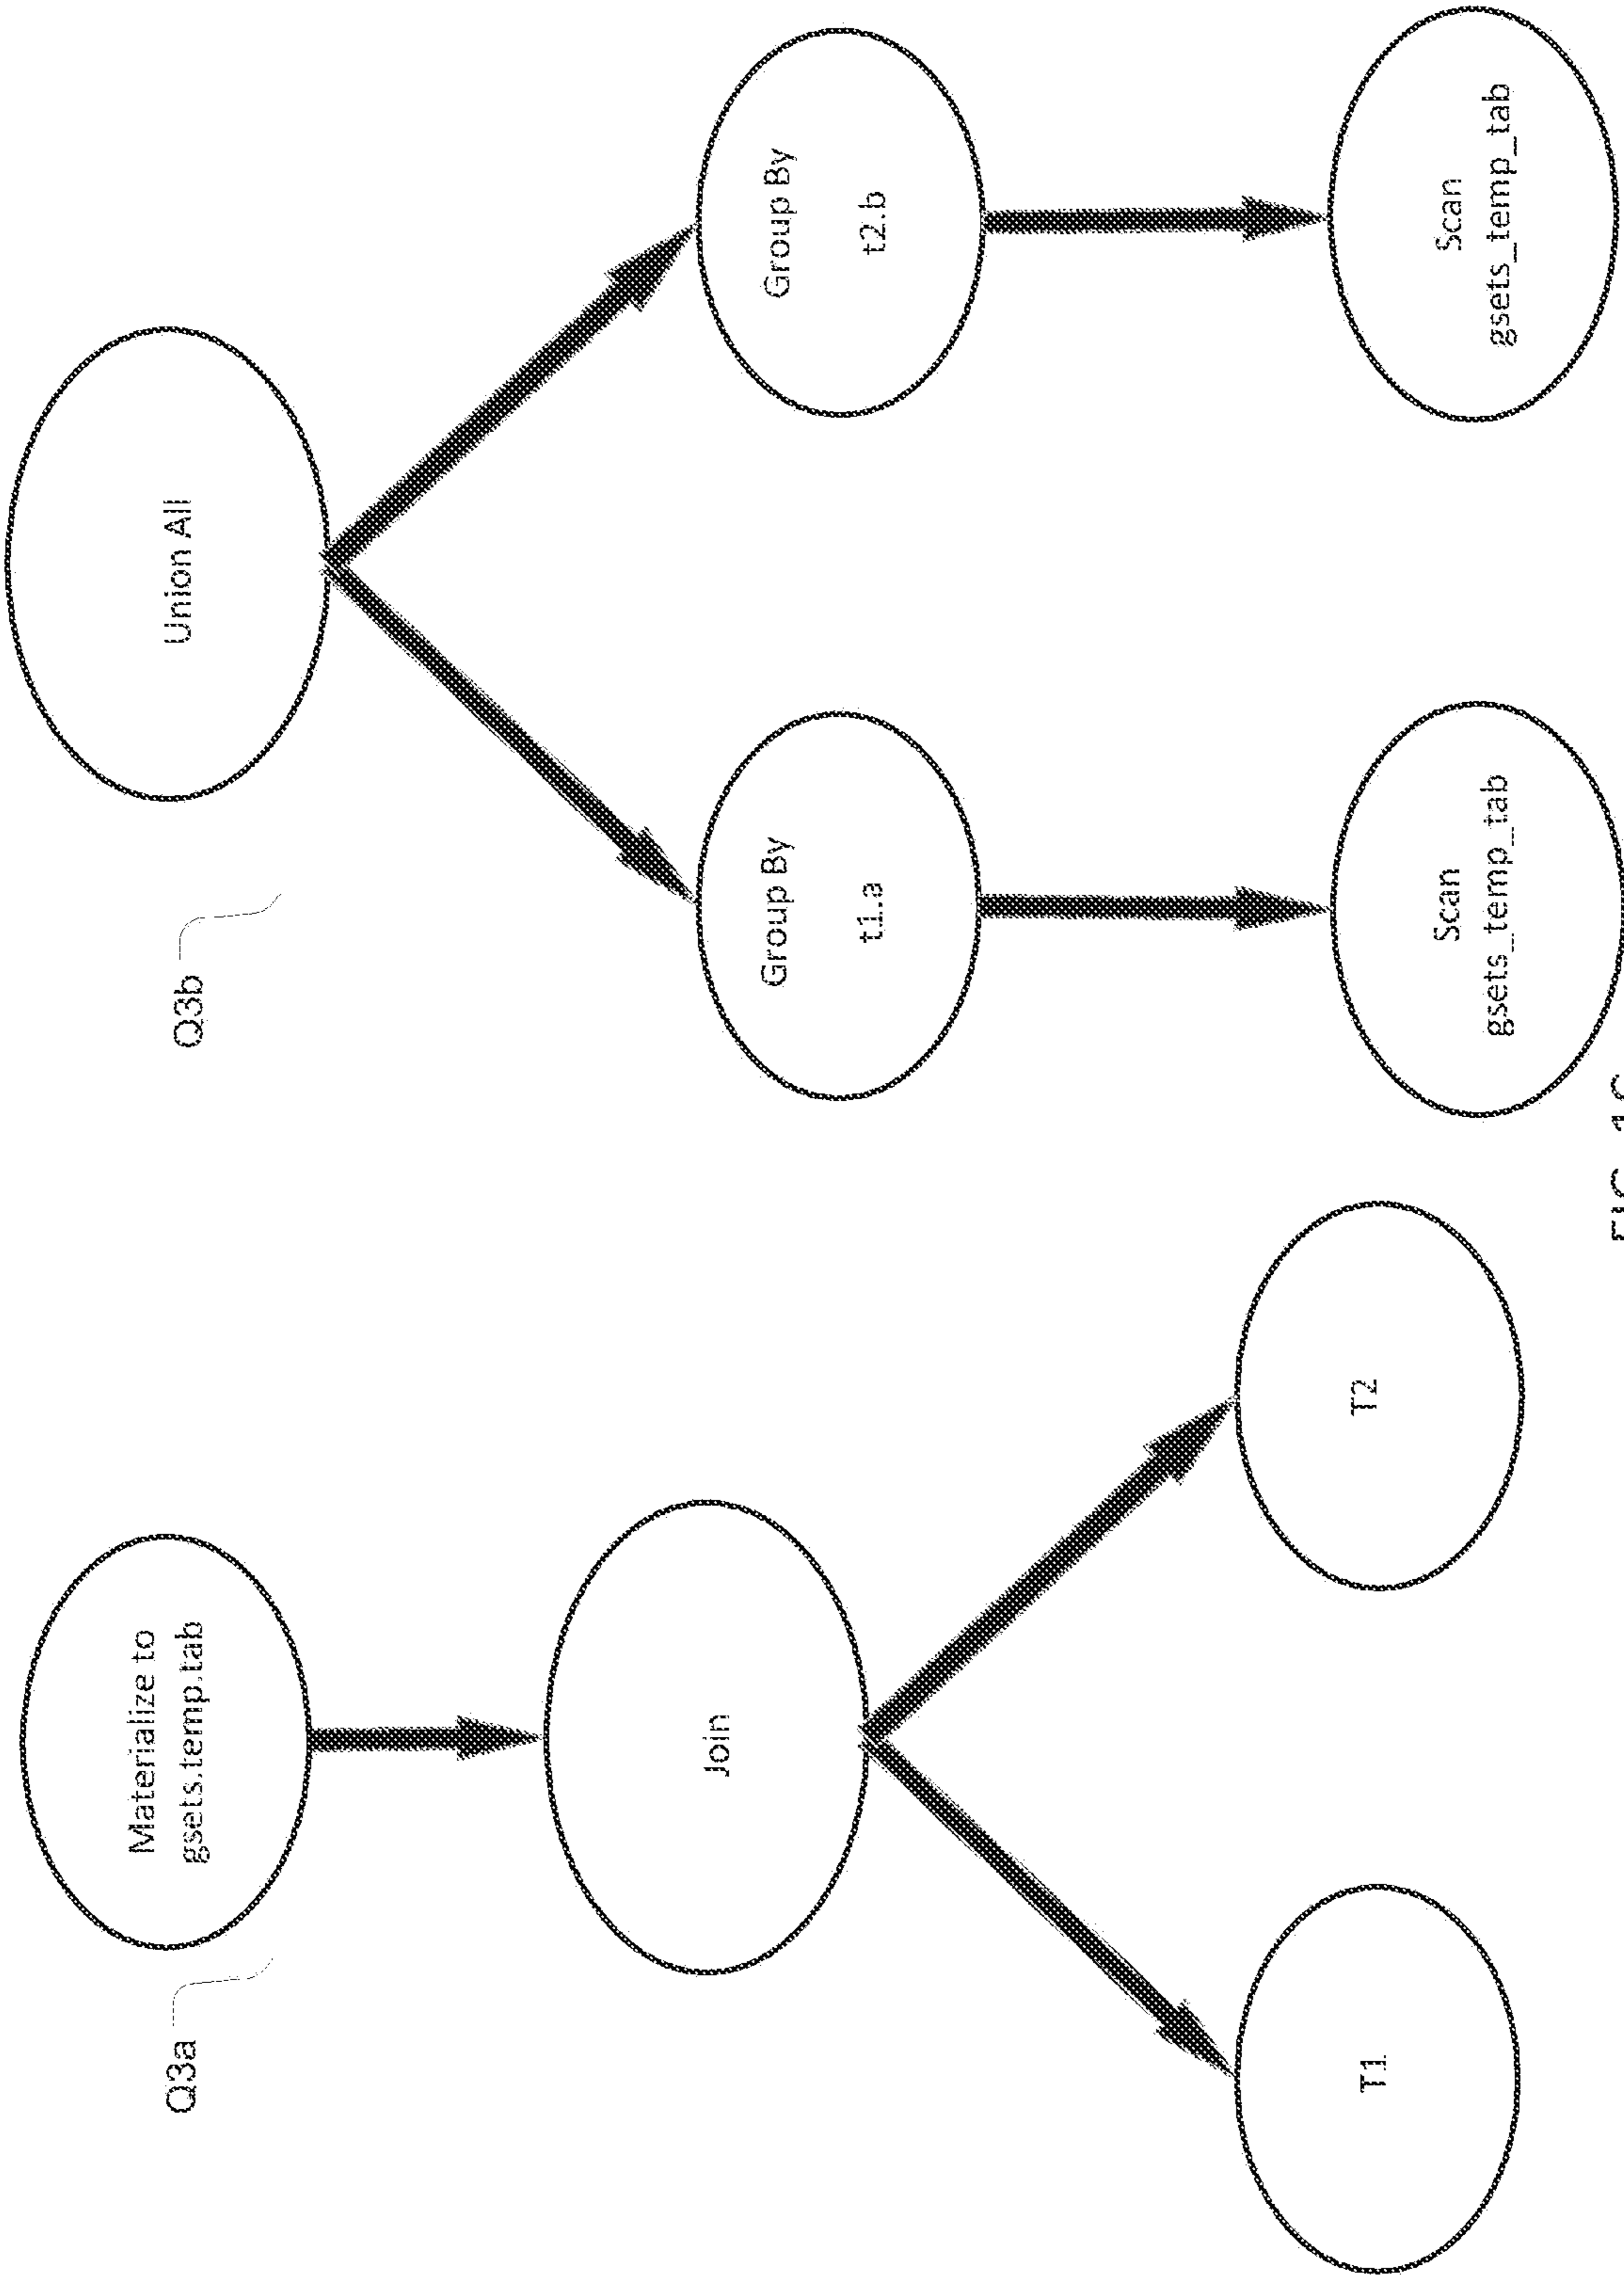 Q3a
Materialize to
gsets.temp.tab
Join
T1
T2
Q3b
Union All
Group By
t1.a
Group By
t2.b
Scan
gsets_temp_tab
Scan
gsets_temp_tab